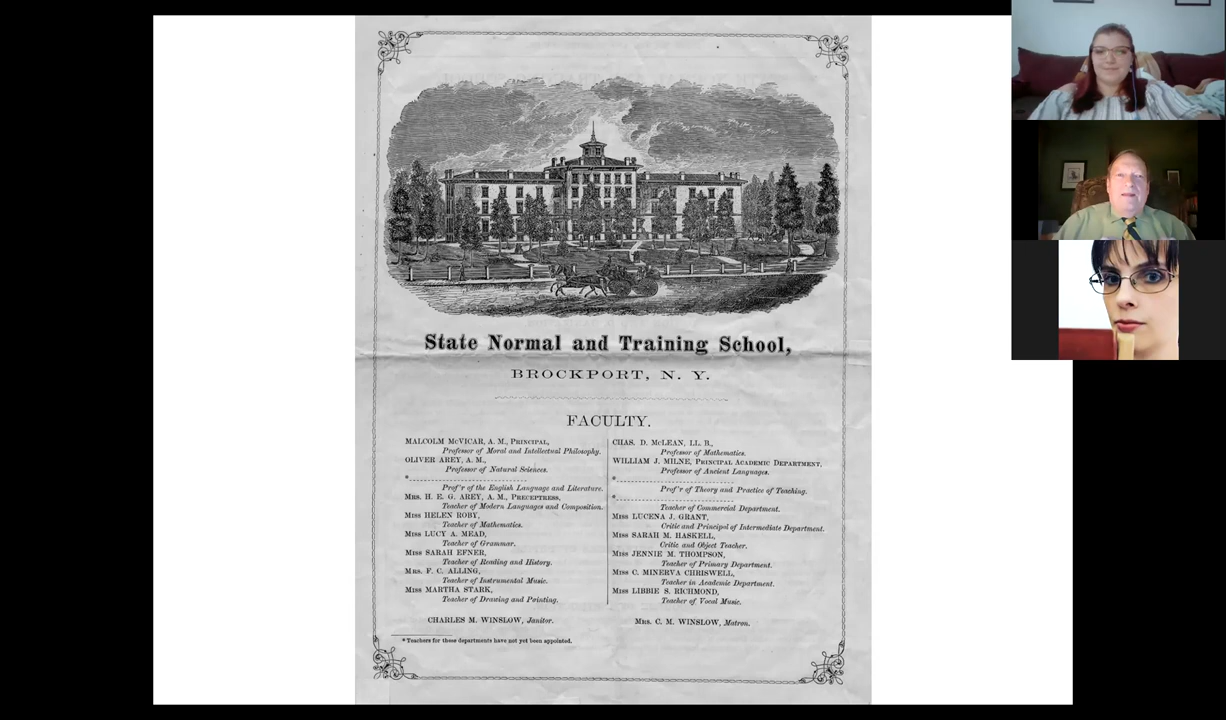 State Normal and Training School,
BROCKPORT, N. Y.
FACULTY.
MALCOLM McVICAR, A. M., PRINCIPAL,
Professor of Moral and Intellectual Philosophy.
OLIVER AREY, A. M.,
Professor of Natural Sciences.
*
Prof'r of the English Language and Literature.
MRS. H. E. G. AREY, A. M., PRECEPTRESS,
Teacher of Modern Languages and Composition.
MISS HELEN ROBY,
Teacher of Mathematics.
MISS LUCY A. MEAD,
Teacher of Grammar.
MISS SARAH EFNER,
Teacher of Reading and History.
MRS. F. C. ALLING,
Teacher of Instrumental Music.
MISS MARTHA STARK,
Teacher of Drawing and Painting.
CHAS. D. McLEAN, LL. B.,
Professor of Mathematics.
WILLIAM J. MILNE, PRINCIPAL ACADEMIC DEPARTMENT,
Professor of Ancient Languages.
*
Prof'r of Theory and Practice of Teaching.
*
Teacher of Commercial Department.
MISS LUCENA J. GRANT,
Critic and Principal of Intermediate Department.
MISS SARAH M. HASKELL,
Critic and Object Teacher.
MISS JENNIE M. THOMPSON,
Teacher of Primary Department.
MISS C. MINERVA CHRISWELL,
Teacher in Academic Department.
MISS LIBBIE S. RICHMOND,
Teacher of Vocal Music.
CHARLES M. WINSLOW, Janitor.
MRS. C. M. WINSLOW, Matron.
* Teachers for these departments have not yet been appointed.